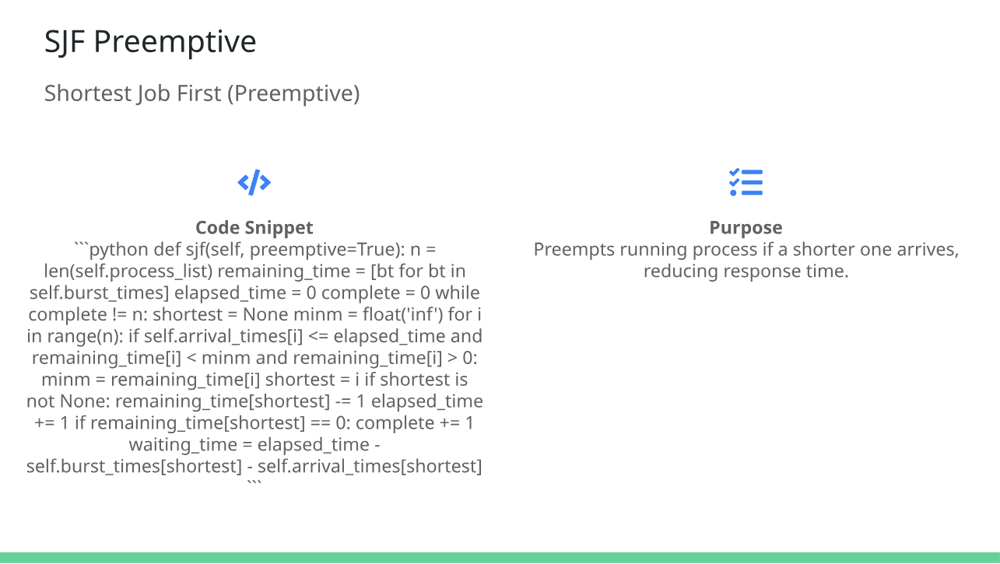 SJF Preemptive
Shortest Job First (Preemptive)
Code Snippet
```python def sjf(self, preemptive=True): n =
len(self.process_list) remaining_time = [bt for bt in
self.burst_times] elapsed_time = 0 complete = 0 while
complete != n: shortest = None minm = float('inf') for i
in range(n): if self.arrival_times[i] <= elapsed_time and
remaining_time[i] < minm and remaining_time[i] > 0:
minm = remaining_time[i] shortest = i if shortest is
not None: remaining_time[shortest] -= 1 elapsed_time
+= 1 if remaining_time[shortest] == 0: complete += 1
waiting_time = elapsed_time -
self.burst_times[shortest] - self.arrival_times[shortest]
```
Purpose
Preempts running process if a shorter one arrives,
reducing response time.